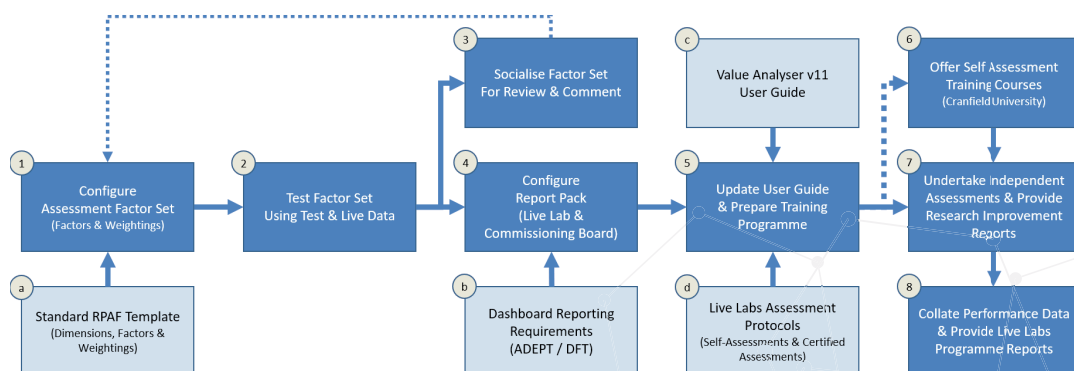 3
Socialise Factor Set
For Review & Comment
c
Value Analyser v11
User Guide
6
Offer Self Assessment
Training Courses
(Cranfield University)
1
Configure
Assessment Factor Set
(Factors & Weightings)
2
Test Factor Set
Using Test & Live Data
4
Configure
Report Pack
(Live Lab &
Commissioning Board)
5
Update User Guide
& Prepare Training
Programme
7
Undertake Independent
Assessments & Provide
Research Improvement
Reports
a
Standard RPAF Template
(Dimensions, Factors &
Weightings)
b
Dashboard Reporting
Requirements
(ADEPT / DFT)
d
Live Labs Assessment
Protocols
(Self-Assessments & Certified
Assessments)
8
Collate Performance Data
& Provide Live Labs
Programme Reports